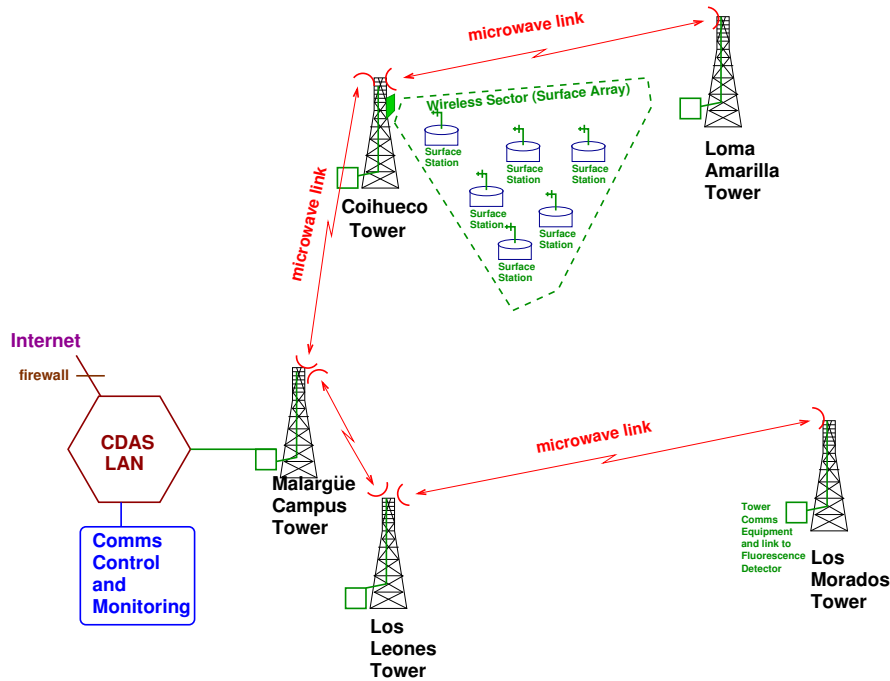 microwave link
Wireless Sector (Surface Array)
Surface
Station
Surface
Station
Surface
Station
Surface
Station
Surface
Station
Surface
Station
Loma
Amarilla
Tower
Coihueco
Tower
microwave link
Internet
firewall
CDAS
LAN
Malargüe
Campus
Tower
microwave link
Comms
Control
and
Monitoring
Tower
Comms
Equipment
and link to
Fluorescence
Detector
Los
Morados
Tower
Los
Leones
Tower